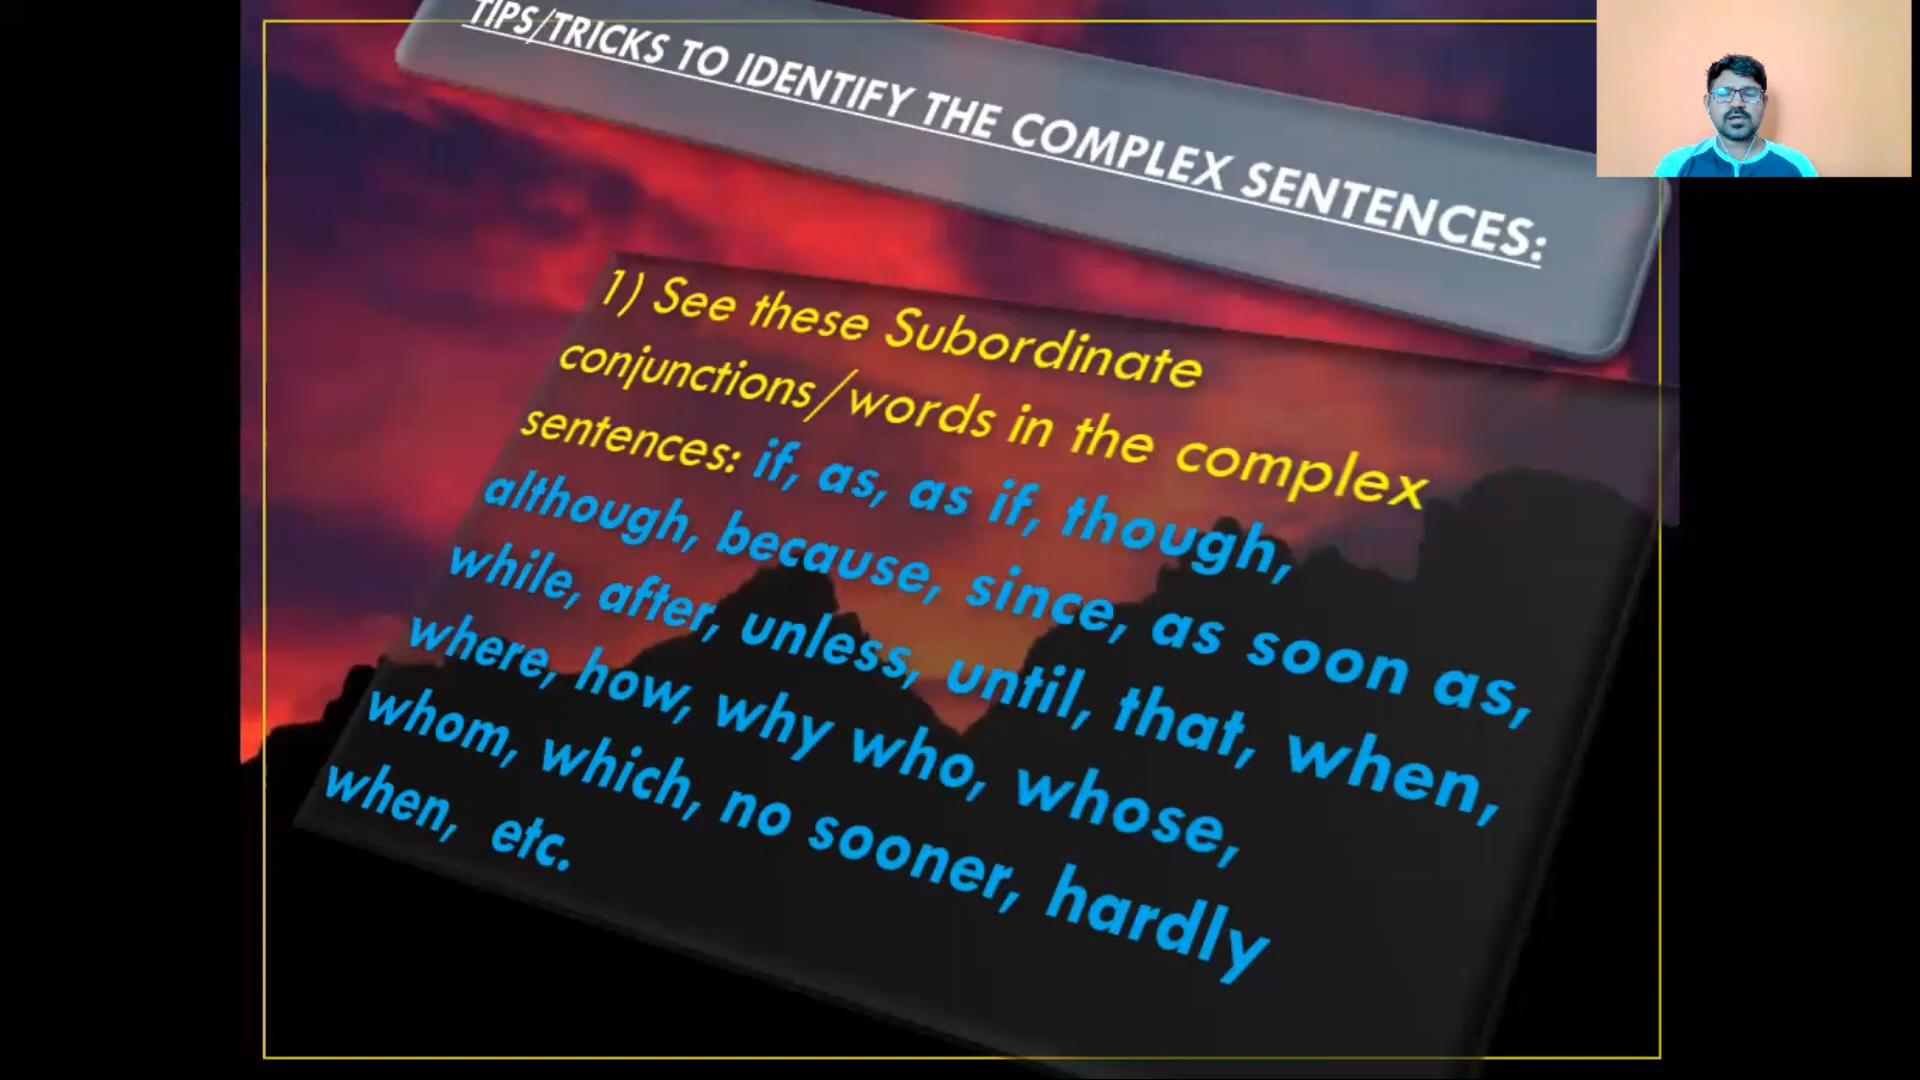 TIPS/TRICKS TO IDENTIFY THE COMPLEX SENTENCES:
1) See these Subordinate
conjunctions/words in the complex
sentences: if, as, as if, though,
although, because, since, as soon as,
while, after, unless, until, that, when,
where, how, why who, whose,
whom, which, no sooner, hardly
when, etc.